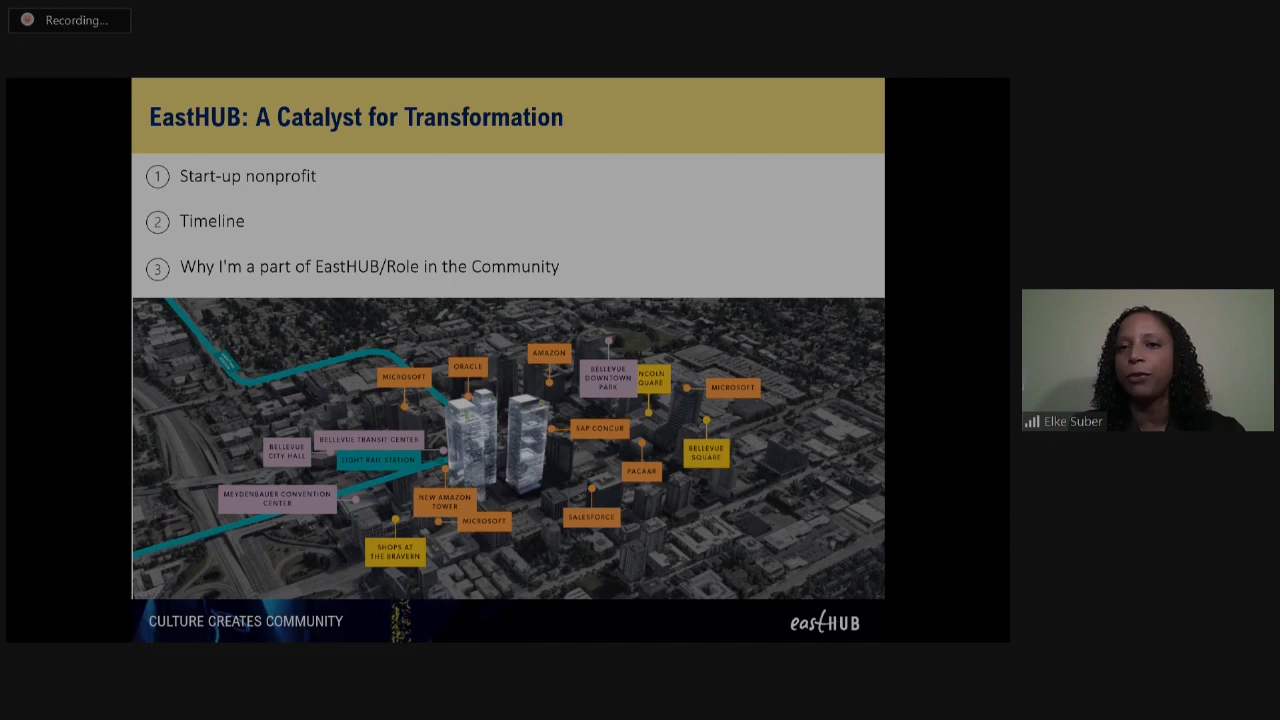 Recording...
EastHUB: A Catalyst for Transformation
1 Start-up nonprofit
2 Timeline
3 Why I'm a part of EastHUB/Role in the Community
AMAZON
ORACLE
MICROSOFT
BELLEVUE
DOWNTOWN
PARK
NCOLN
QUARE
MICROSOFT
SAP CONCUR
BELLEVUE TRANSIT CENTER
BELLEVUE
CITY HALL
LIGHT RAIL STATION
BELLEVUE
SQUARE
PACAAR
MEYDENBAUER CONVENTION
CENTER
NEW AMAZON
TOWER
MICROSOFT
SALESFORCE
SHOPS AT
THE BRAVERN
CULTURE CREATES COMMUNITY
eastHUB
Elke Suber